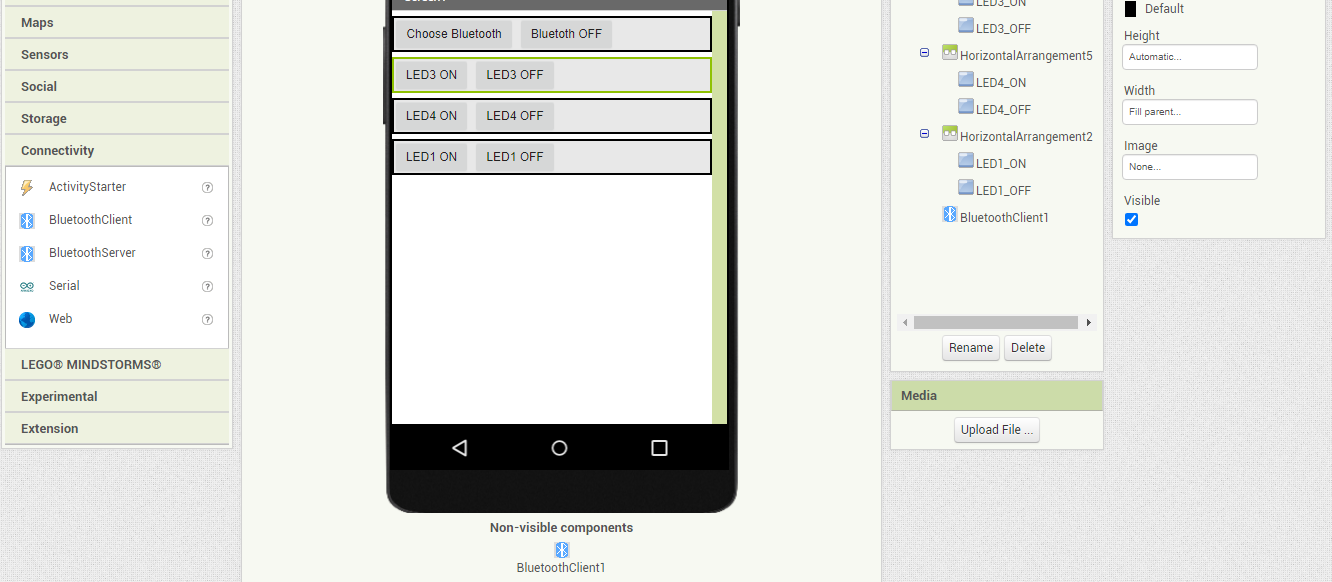 Maps
Sensors
Social
Storage
Connectivity
ActivityStarter
?
BluetoothClient
?
BluetoothServer
?
Serial
?
Web
?
LEGO® MINDSTORMS®
Experimental
Extension
Choose Bluetooth
Bluetoth OFF
LED3 ON
LED3 OFF
LED4 ON
LED4 OFF
LED1 ON
LED1 OFF
Non-visible components
BluetoothClient1
LED3_ON
LED3_OFF
HorizontalArrangement5
LED4_ON
LED4_OFF
HorizontalArrangement2
LED1_ON
LED1_OFF
BluetoothClient1
Rename
Delete
Media
Upload File ...
Default
Height
Automatic...
Width
Fill parent...
Image
None...
Visible